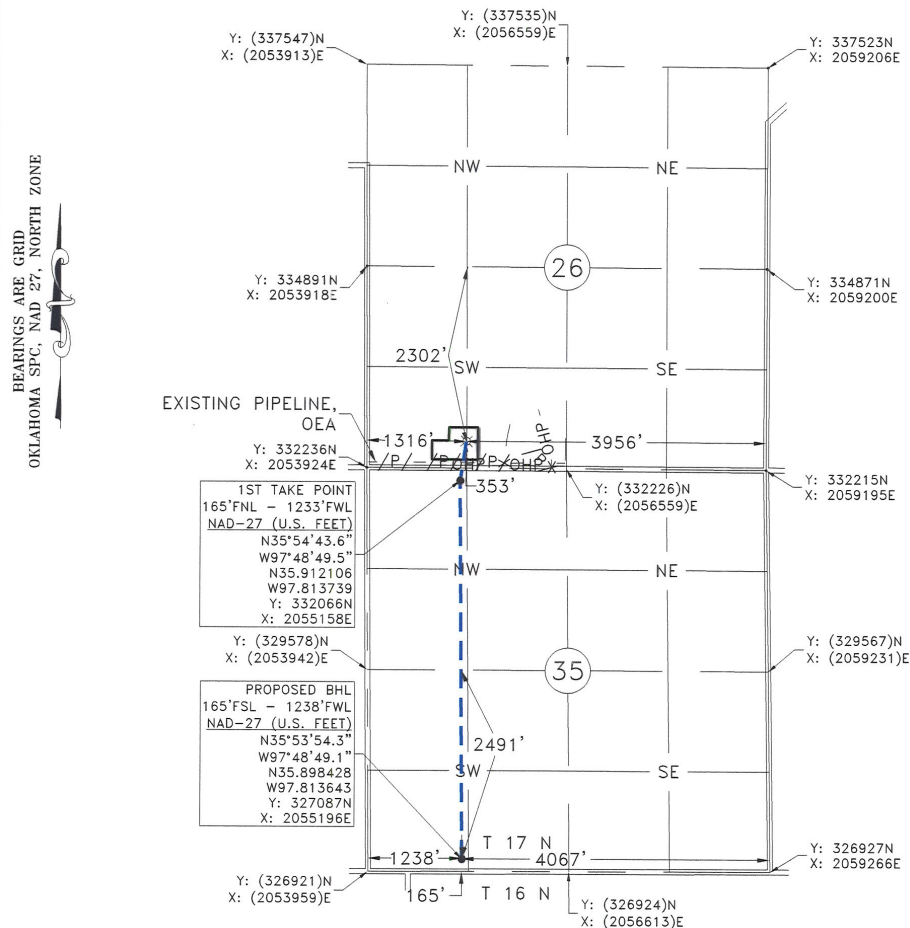 Y: (337535)N
X: (2056559)E
Y: (337547)N
X: (2053913)E
Y: 337523N
X: 2059206E
BEARINGS ARE GRID
OKLAHOMA SPC, NAD 27, NORTH ZONE
NW
NE
26
Y: 334891N
X: 2053918E
Y: 334871N
X: 2059200E
2302'
SW
SE
EXISTING PIPELINE,
OEA
1316'
3956'
OHP
Y: 332236N
X: 2053924E
P
P
OHP
P
OHP
353'
Y: (332226)N
X: (2056559)E
Y: 332215N
X: 2059195E
1ST TAKE POINT
165'FNL - 1233'FWL
NAD-27 (U.S. FEET)
N35°54'43.6"
W97°48'49.5"
N35.912106
W97.813739
Y: 332066N
X: 2055158E
NW
NE
Y: (329578)N
X: (2053942)E
Y: (329567)N
X: (2059231)E
35
PROPOSED BHL
165'FSL - 1238'FWL
NAD-27 (U.S. FEET)
N35°53'54.3"
W97°48'49.1"
N35.898428
W97.813643
Y: 327087N
X: 2055196E
2491'
SW
SE
T 17 N
1238'
4067'
Y: 326927N
X: 2059266E
Y: (326921)N
X: (2053959)E
165'
T 16 N
Y: (326924)N
X: (2056613)E